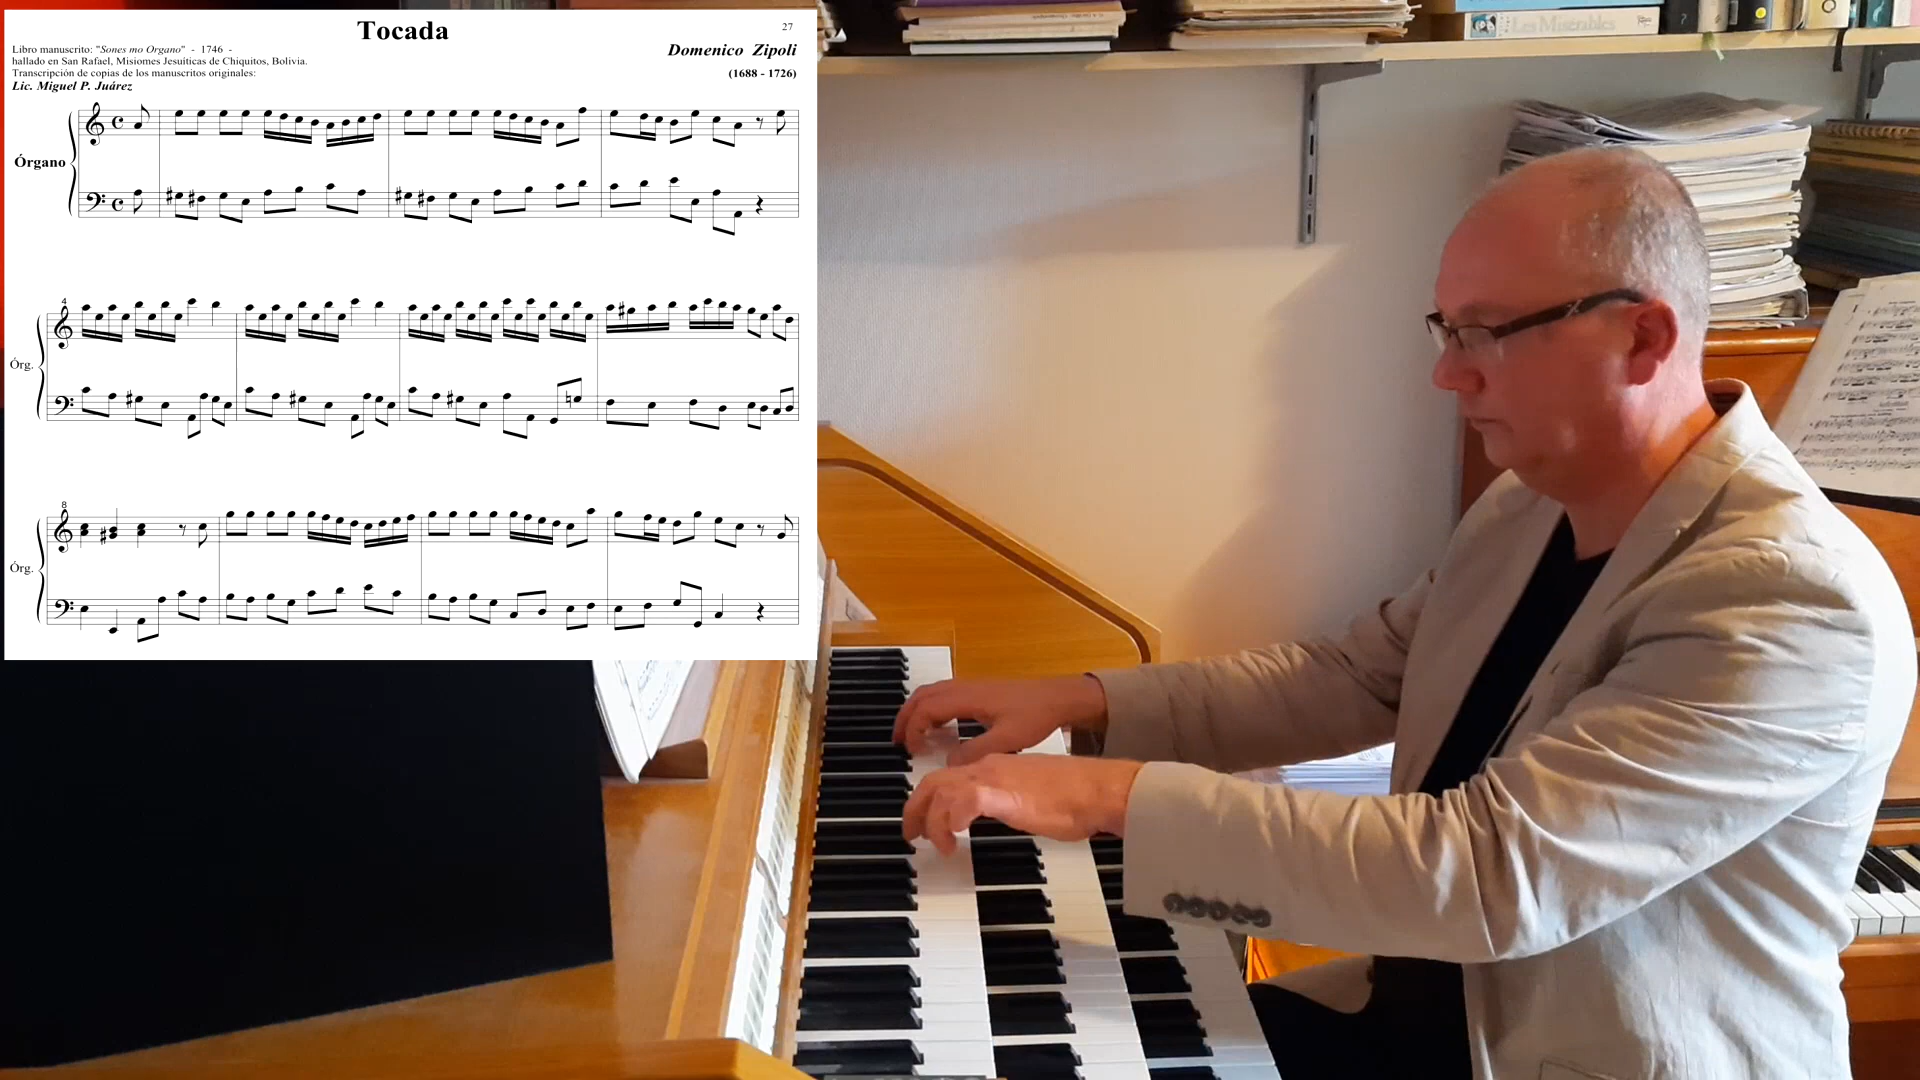 Tocada
27
Libro manuscrito: "Sones mo Organo" - 1746 -
hallado en San Rafael, Misiomes Jesuíticas de Chiquitos, Bolivia.
Transcripción de copias de los manuscritos originales:
Lic. Miguel P. Juárez
Domenico Zipoli
(1688 - 1726)
Órgano
4
Órg.
8
Órg.
Les Misérables